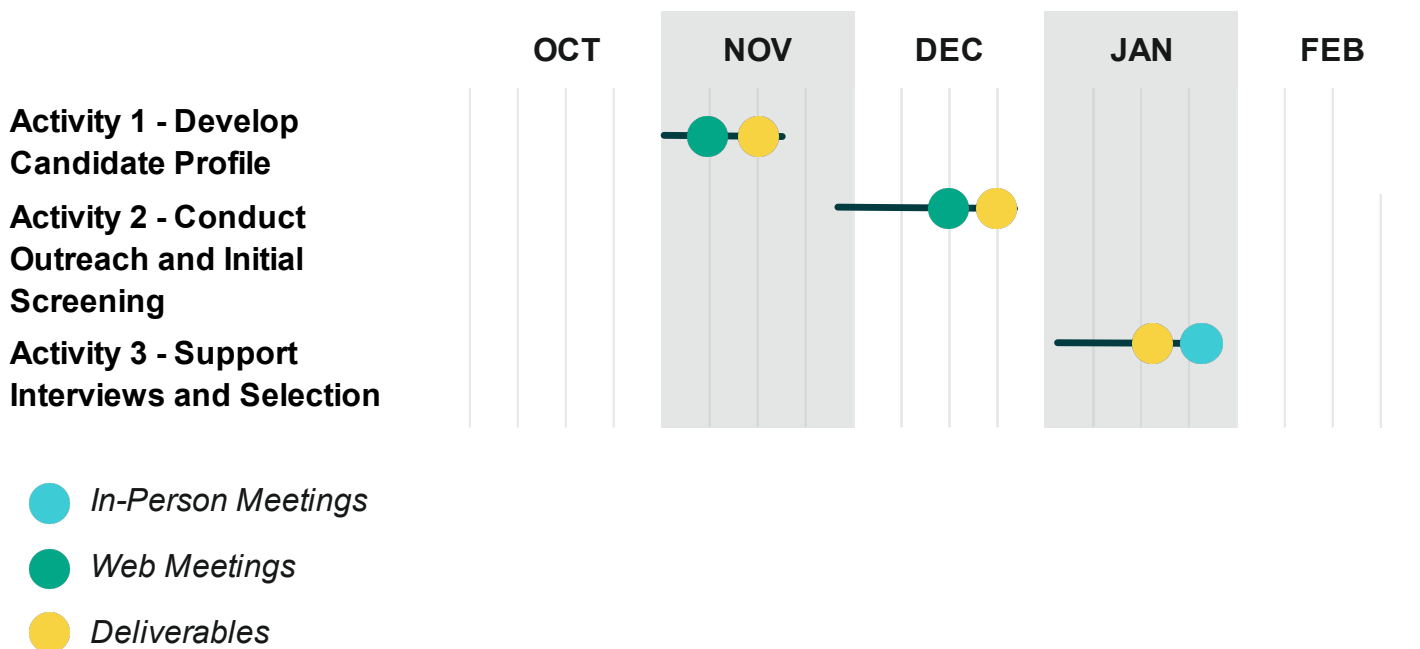 OCT NOV DEC JAN FEB
Activity 1 - Develop
Candidate Profile
Activity 2 - Conduct
Outreach and Initial
Screening
Activity 3 - Support
Interviews and Selection
In-Person Meetings
Web Meetings
Deliverables